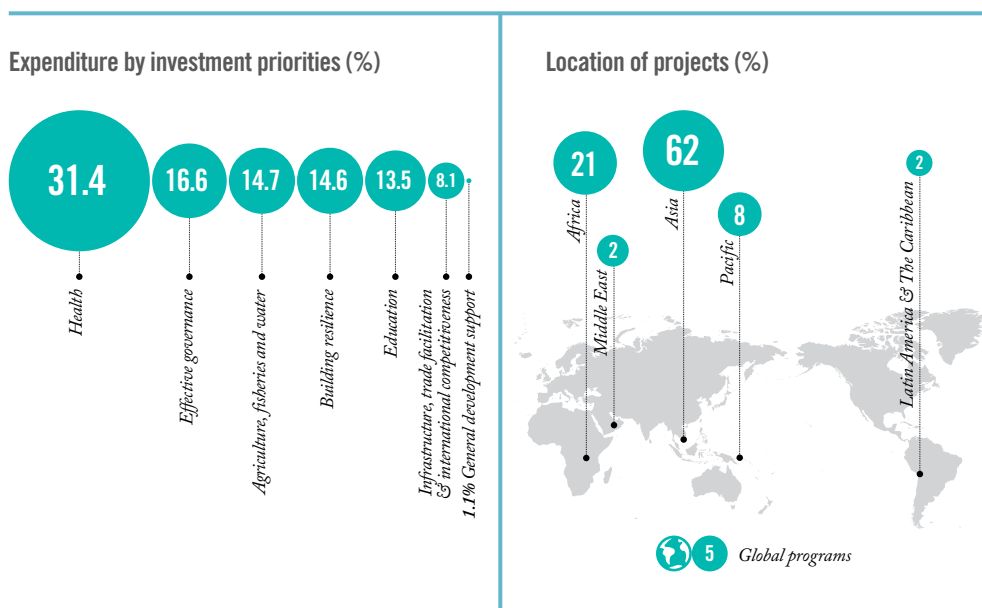 Expenditure by investment priorities (%)
31.4
16.6
14.7
14.6
13.5
8.1
Health
Effective governance
Agriculture, fisheries and water
Building resilience
Education
Infrastructure, trade facilitation
& international competitiveness
1.1% General development support
Location of projects (%)
21
Africa
2
Middle East
62
Asia
8
Pacific
2
Latin America & The Caribbean
5
Global programs